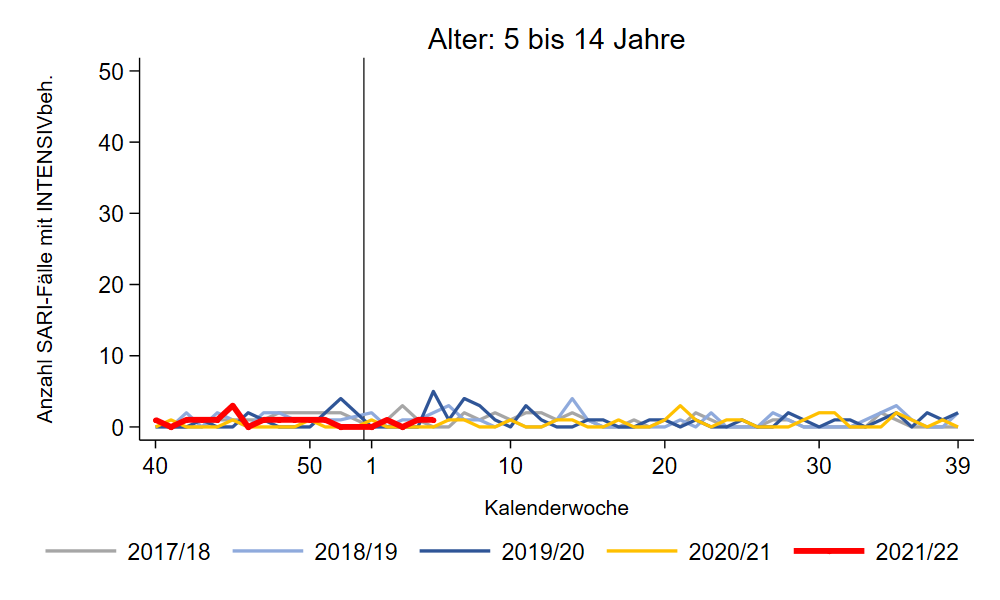 Alter: 5 bis 14 Jahre
Anzahl SARI-Fälle mit INTENSIVbeh.
50
40
30
20
10
0
40 50 1 10 20 30 39
Kalenderwoche
2017/18 2018/19 2019/20 2020/21 2021/22